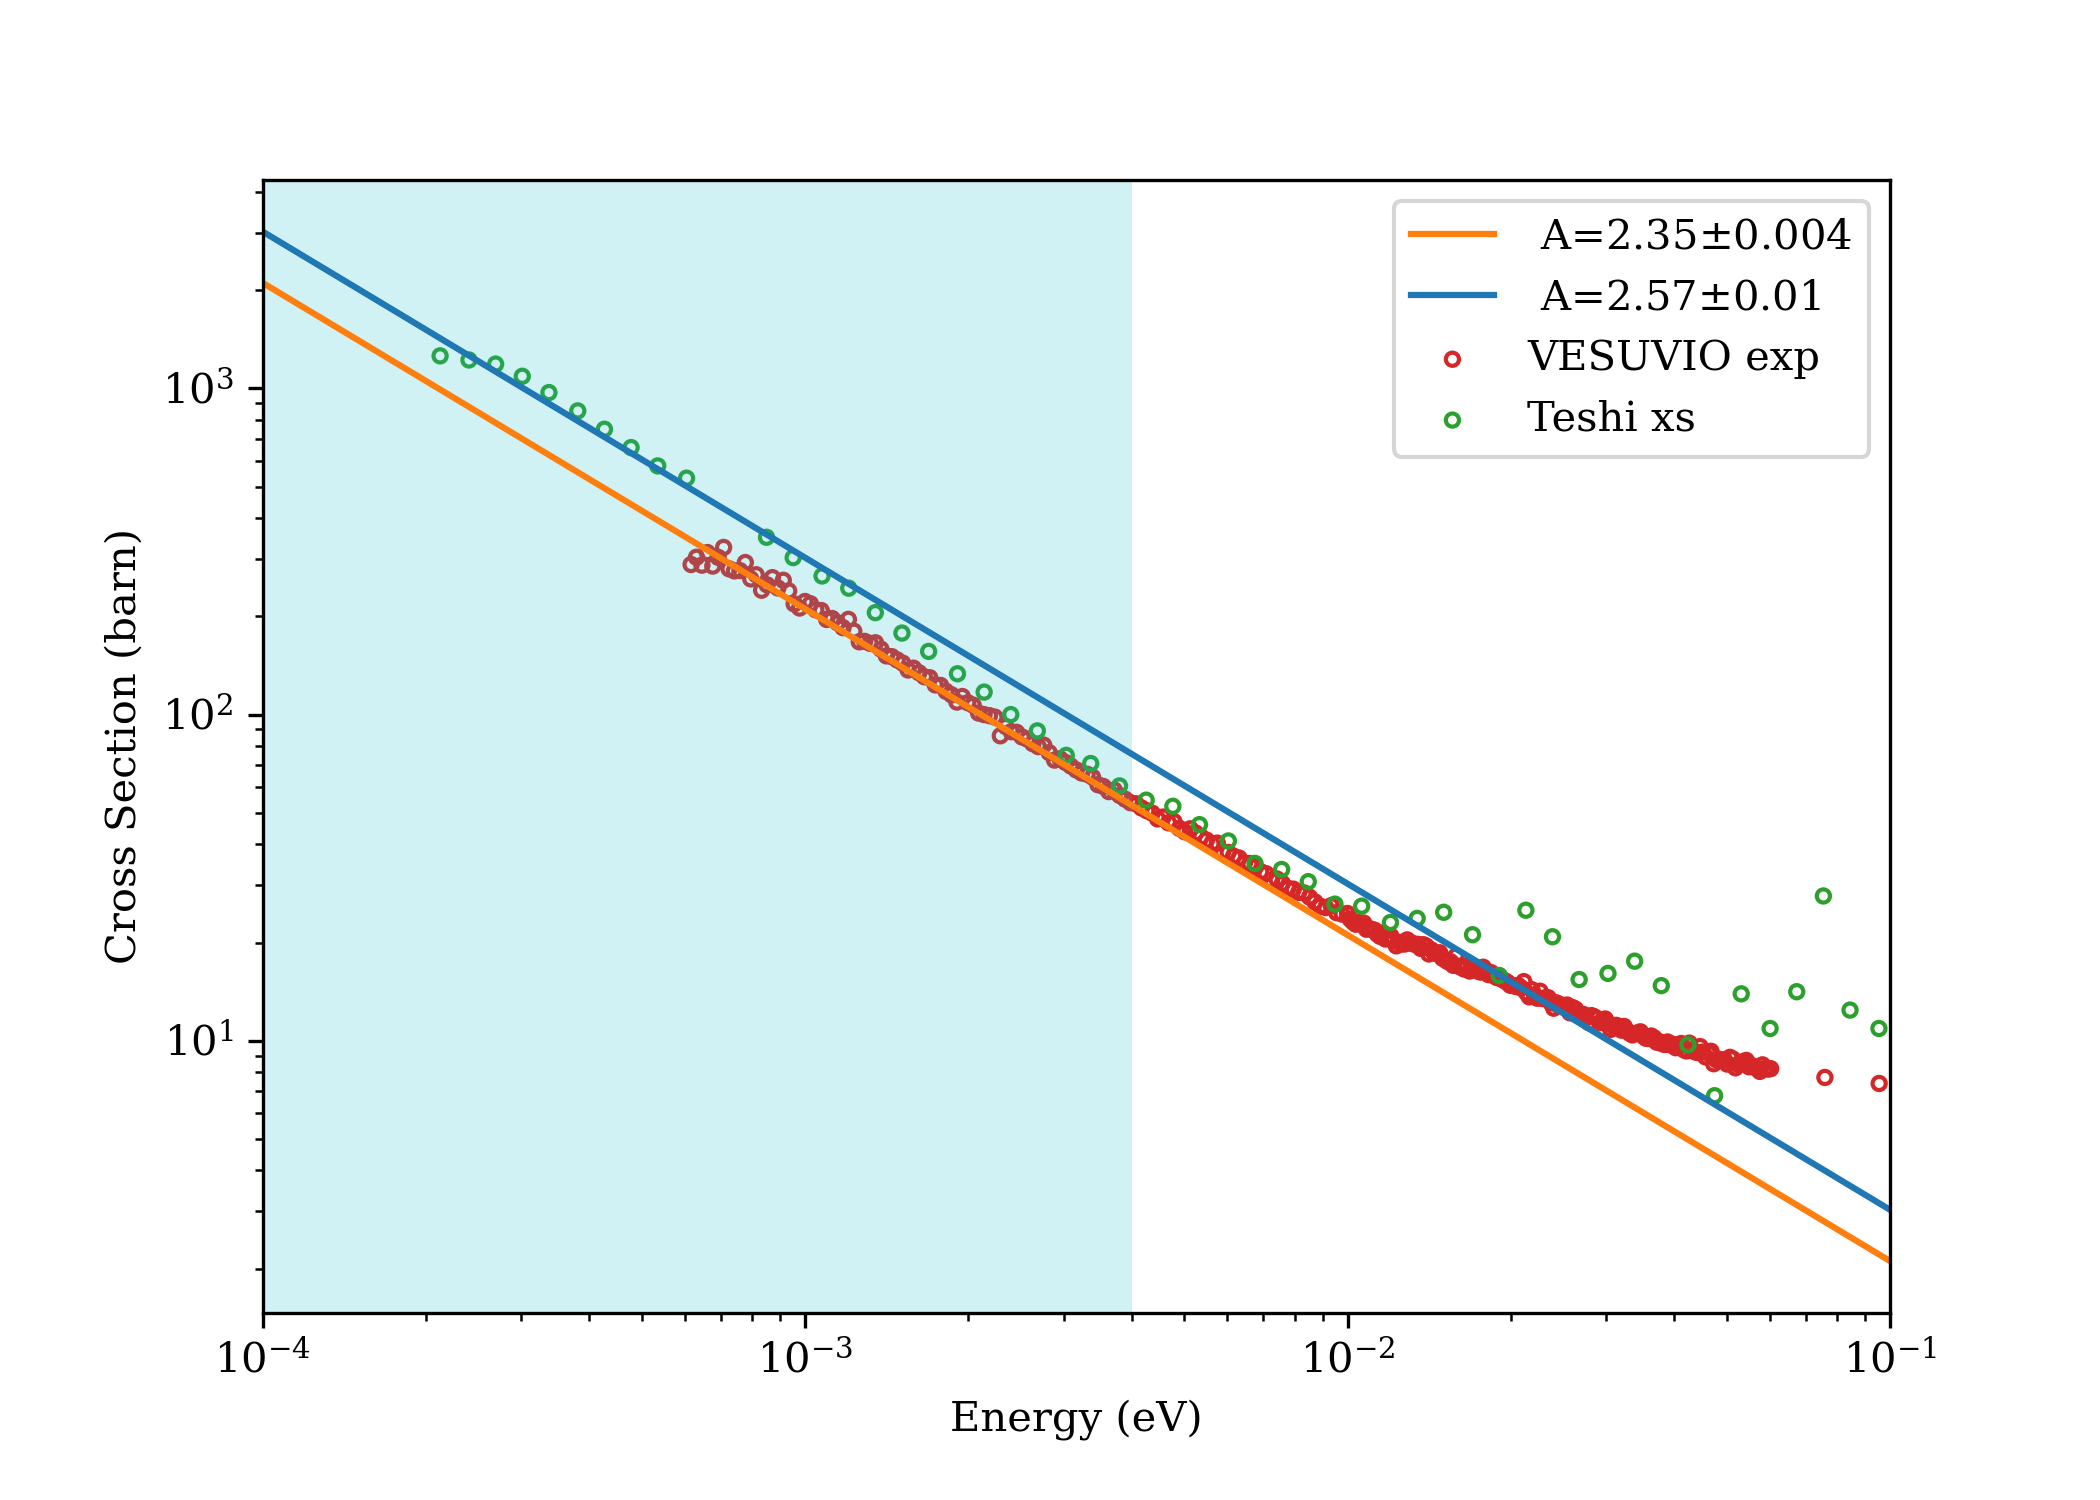 A=2.35±0.004
A=2.57±0.01
VESUVIO exp
Teshi xs
10³
10²
10¹
Cross Section (barn)
10⁻⁴ 10⁻³ 10⁻² 10⁻¹
Energy (eV)